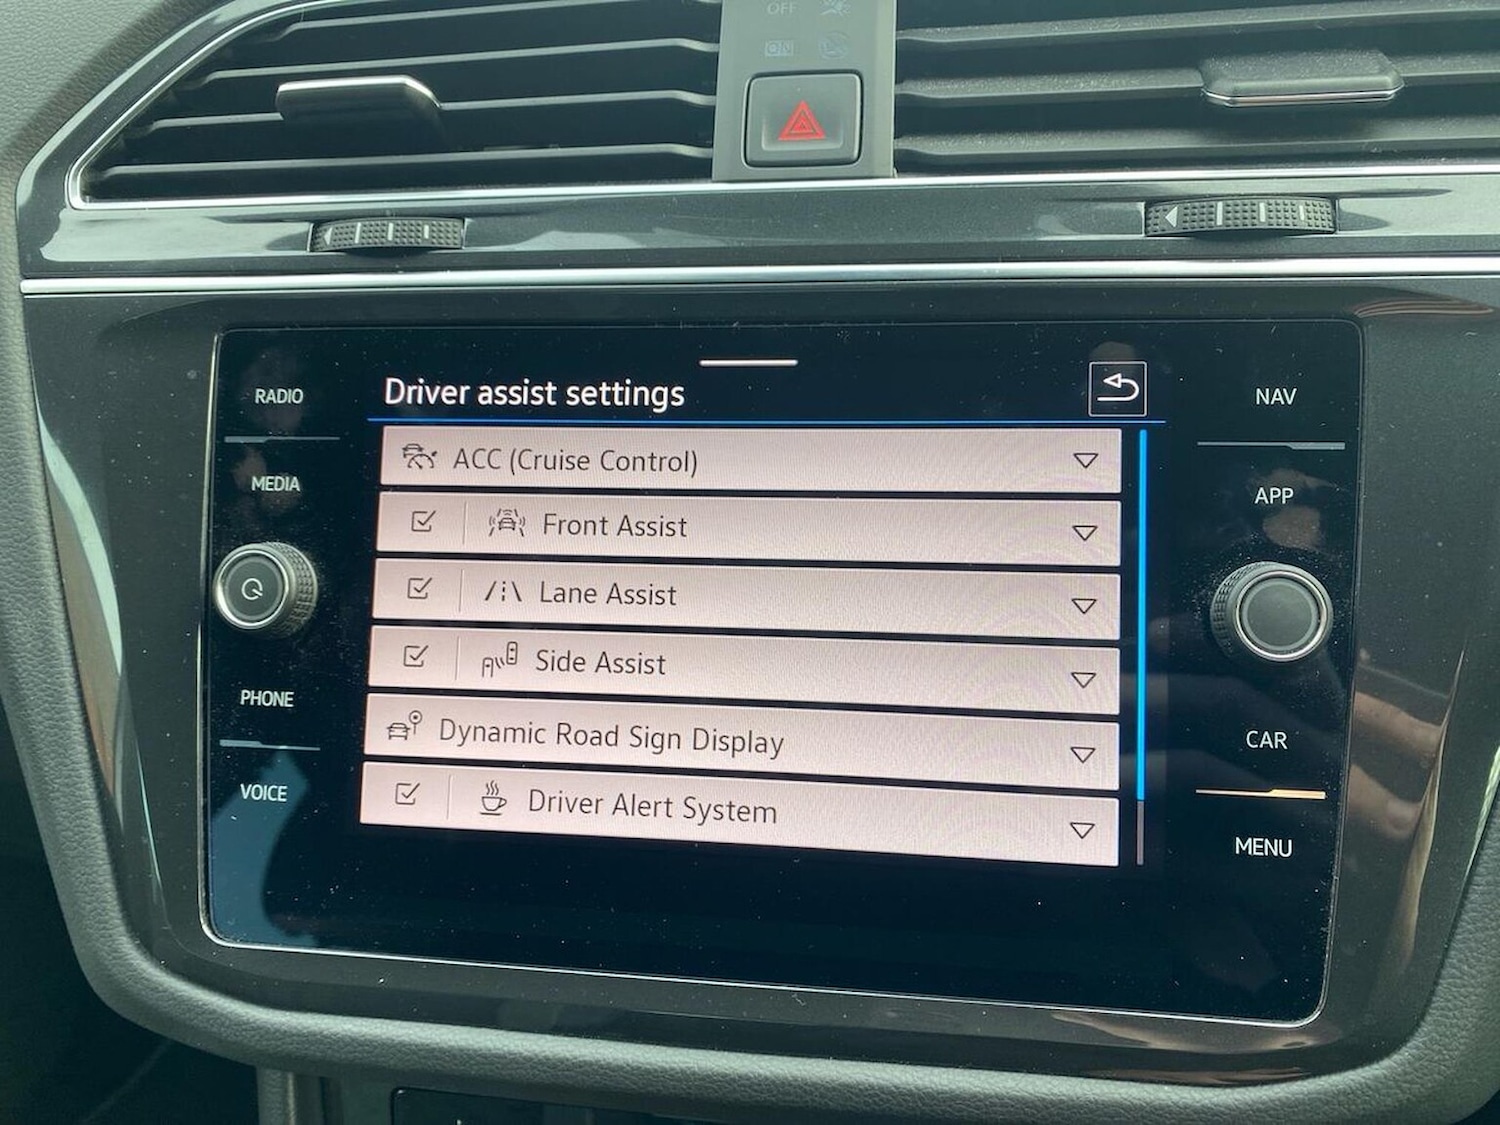 OFF
RADIO
MEDIA
PHONE
VOICE
Driver assist settings
ACC (Cruise Control)
Front Assist
Lane Assist
Side Assist
Dynamic Road Sign Display
Driver Alert System
NAV
APP
CAR
MENU